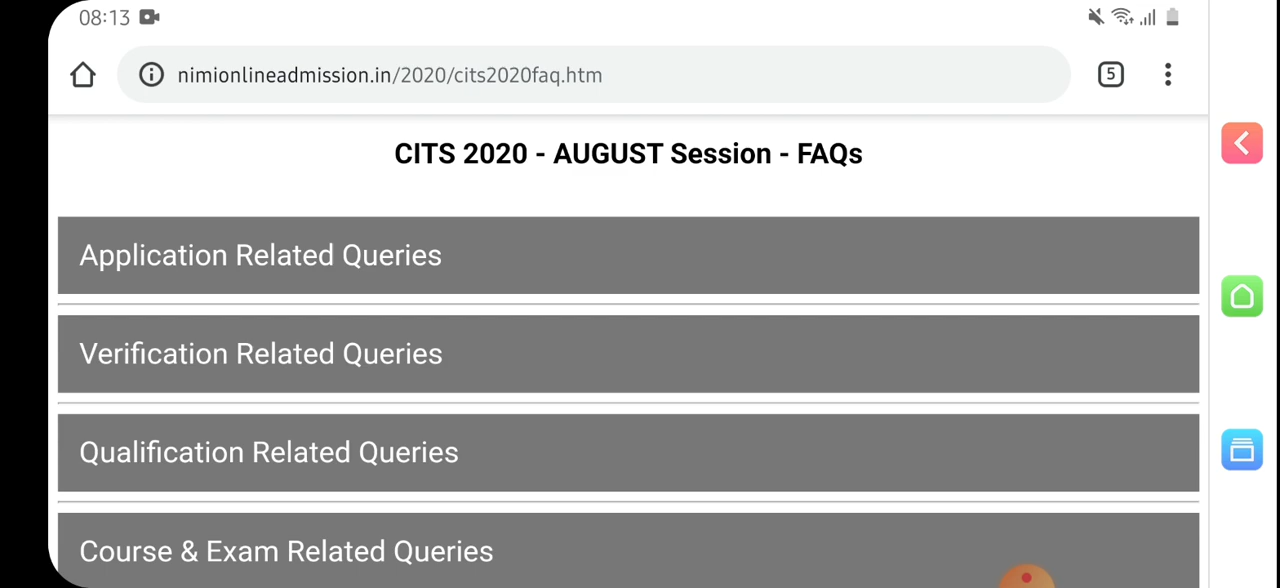 08:13
5
nimionlineadmission.in/2020/cits2020faq.htm
CITS 2020 - AUGUST Session - FAQs
Application Related Queries
Verification Related Queries
Qualification Related Queries
Course & Exam Related Queries